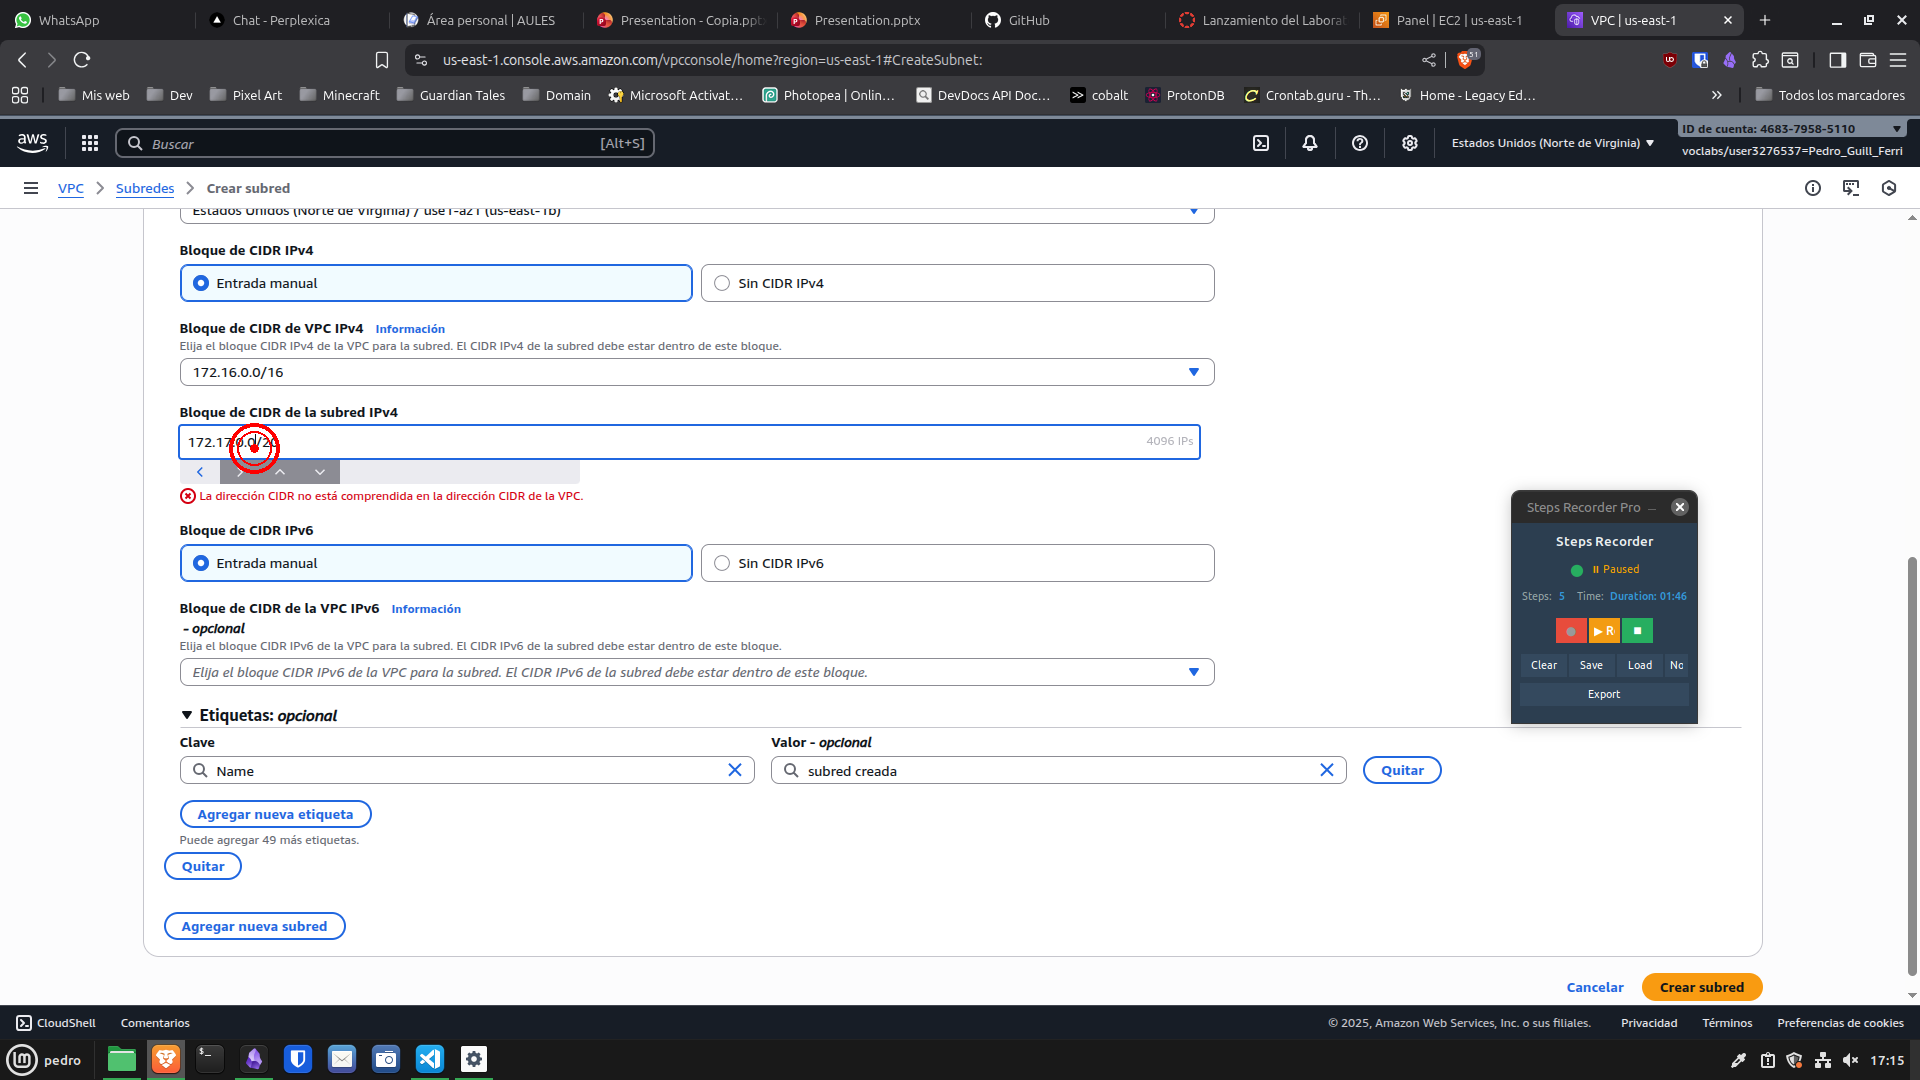 WhatsApp
Chat - Perplexica
Área personal | AULES
Presentation - Copia.ppt
Presentation.pptx
GitHub
Lanzamiento del Labora
Panel | EC2 | us-east-1
VPC | us-east-1
us-east-1.console.aws.amazon.com/vpcconsole/home?region=us-east-1#CreateSubnet:
51
Mis web
Dev
Pixel Art
Minecraft
Guardian Tales
Domain
Microsoft Activat...
Photopea | Onlin...
DevDocs API Doc...
cobalt
ProtonDB
Crontab.guru - Th...
Home - Legacy Ed...
Todos los marcadores
aws
Buscar
[Alt+S]
Estados Unidos (Norte de Virginia)
ID de cuenta: 4683-7958-5110
voclabs/user3276537=Pedro_Guill_Ferri
VPC
Subredes
Crear subred
Estados Unidos (Norte de Virginia) / use1-az1 (us-east-1b)
Bloque de CIDR IPv4
Entrada manual
Sin CIDR IPv4
Bloque de CIDR de VPC IPv4 Información
Elija el bloque CIDR IPv4 de la VPC para la subred. El CIDR IPv4 de la subred debe estar dentro de este bloque.
172.16.0.0/16
Bloque de CIDR de la subred IPv4
172.17.0.0/20
4096 IPs
La dirección CIDR no está comprendida en la dirección CIDR de la VPC.
Bloque de CIDR IPv6
Entrada manual
Sin CIDR IPv6
Bloque de CIDR de la VPC IPv6 Información
- opcional
Elija el bloque CIDR IPv6 de la VPC para la subred. El CIDR IPv6 de la subred debe estar dentro de este bloque.
Elija el bloque CIDR IPv6 de la VPC para la subred. El CIDR IPv6 de la subred debe estar dentro de este bloque.
Etiquetas: opcional
Clave
Valor - opcional
Name
subred creada
Quitar
Agregar nueva etiqueta
Puede agregar 49 más etiquetas.
Quitar
Agregar nueva subred
Steps Recorder Pro
Steps Recorder
Paused
Steps: 5 Time: Duration: 01:46
R
Clear
Save
Load
No
Export
Cancelar
Crear subred
CloudShell
Comentarios
© 2025, Amazon Web Services, Inc. o sus filiales.
Privacidad
Términos
Preferencias de cookies
pedro
17:15